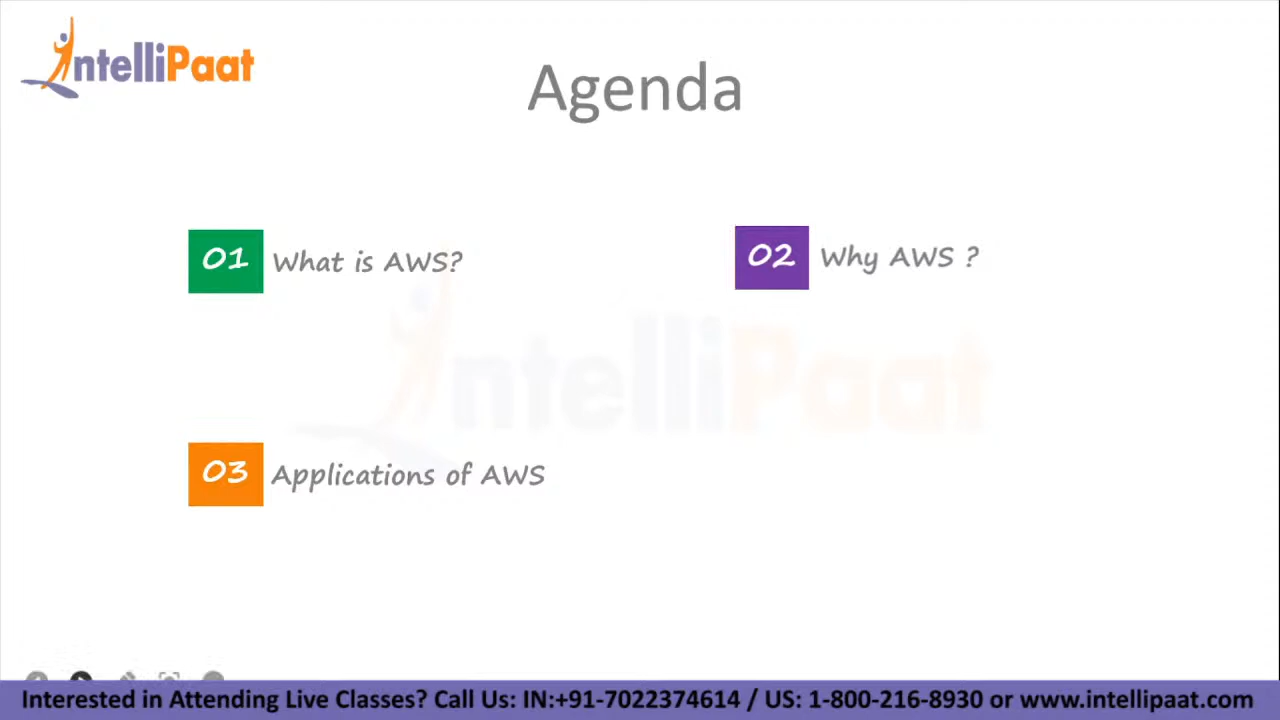 IntelliPaat
Agenda
01 What is AWS?
02 Why AWS ?
03 Applications of AWS
IntelliPaat
Interested in Attending Live Classes? Call Us: IN:+91-7022374614 / US: 1-800-216-8930 or www.intellipaat.com